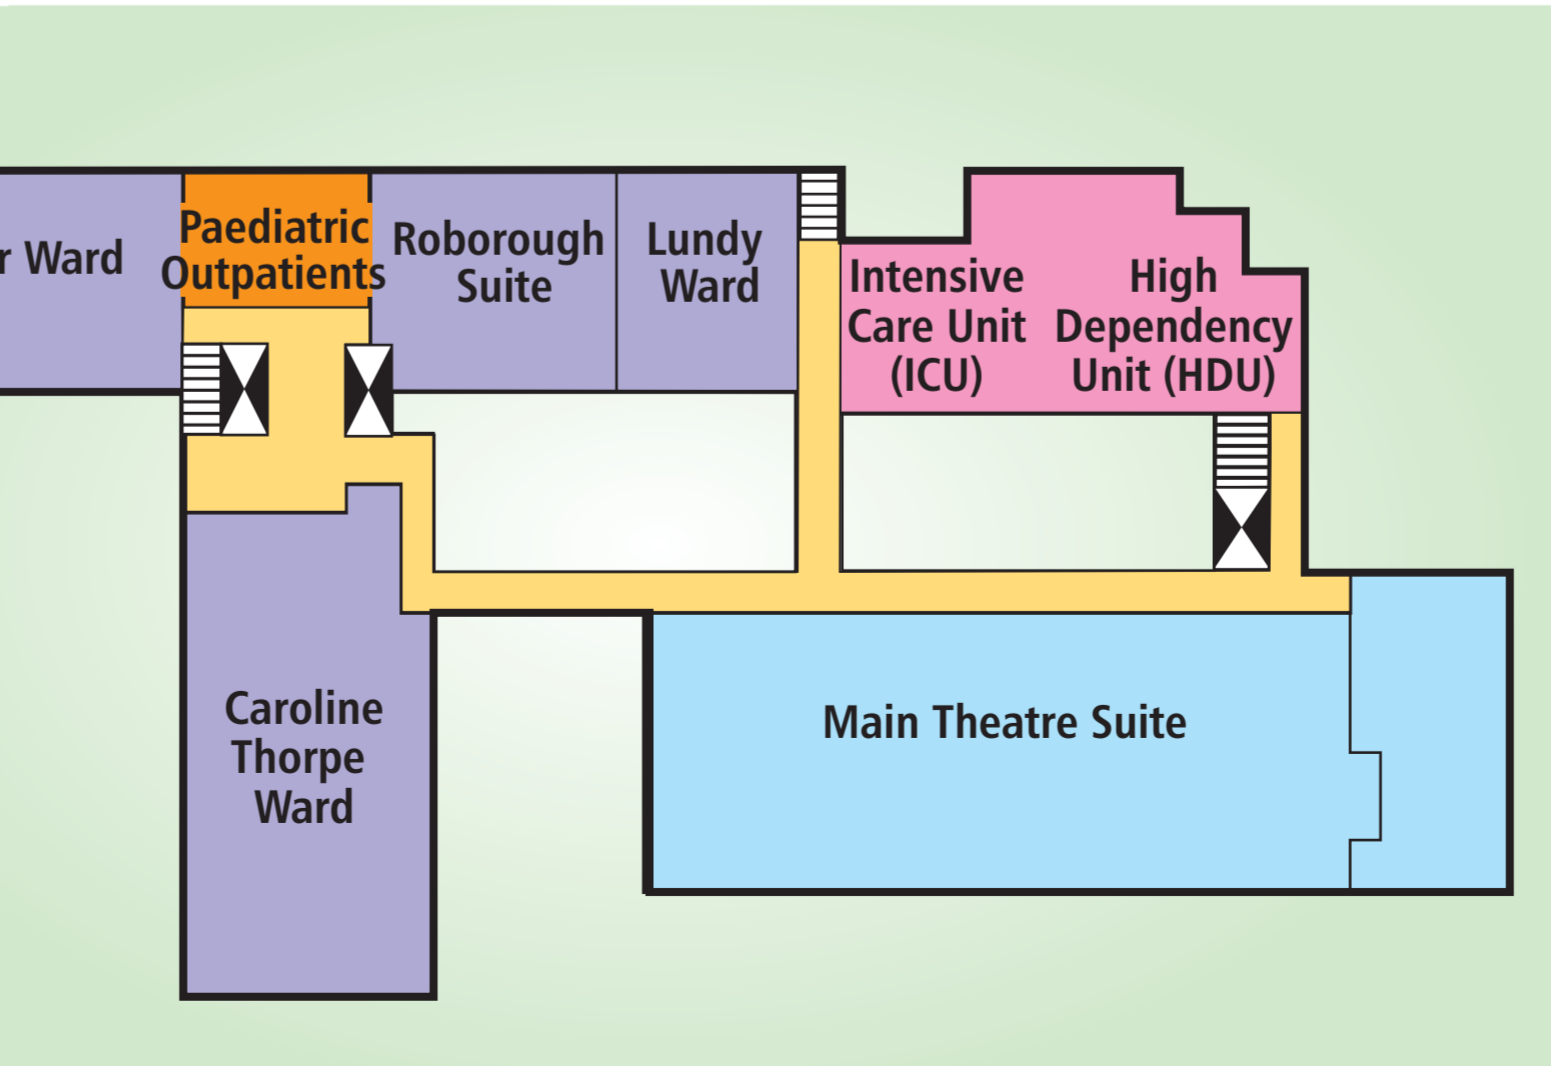 r Ward
Paediatric
Outpatients
Roborough
Suite
Lundy
Ward
Intensive
Care Unit
(ICU)
High
Dependency
Unit (HDU)
Caroline
Thorpe
Ward
Main Theatre Suite